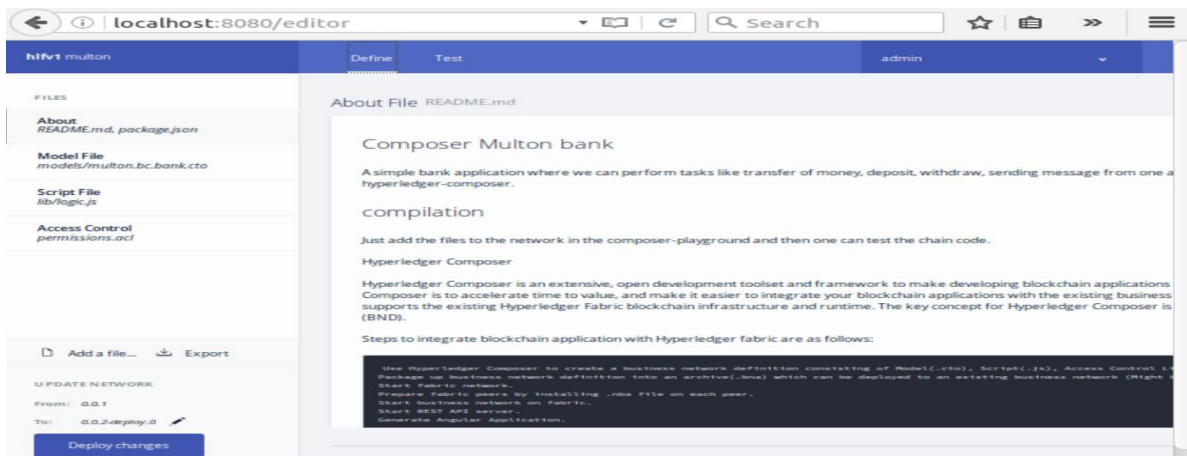 localhost:8080/editor
Search
hlfv1 multon
Define
Test
admin
FILES
About
README.md, package.json
Model File
models/multon.bc.bank.cto
Script File
lib/logic.js
Access Control
permissions.acl
Add a file...
Export
UPDATE NETWORK
From: 0.0.1
To: 0.0.2-deploy.0
Deploy changes
About File README.md
Composer Multon bank
A simple bank application where we can perform tasks like transfer of money, deposit, withdraw, sending message from one a
hyperledger-composer.
compilation
Just add the files to the network in the composer-playground and then one can test the chain code.
Hyperledger Composer
Hyperledger Composer is an extensive, open development toolset and framework to make developing blockchain applications
Composer is to accelerate time to value, and make it easier to integrate your blockchain applications with the existing business
supports the existing Hyperledger Fabric blockchain infrastructure and runtime. The key concept for Hyperledger Composer is
(BND).
Steps to integrate blockchain application with Hyperledger fabric are as follows:
Use Hyperledger Composer to create a business network definition consisting of Model(.cto), Script(.js), Access Control Li
Package up business network definition into an archive(.bna) which can be deployed to an existing business network (Might
Start Fabric network.
Prepare fabric peers by installing .nba file on each peer.
Start business network on Fabric.
Start REST API server.
Generate Angular Application.